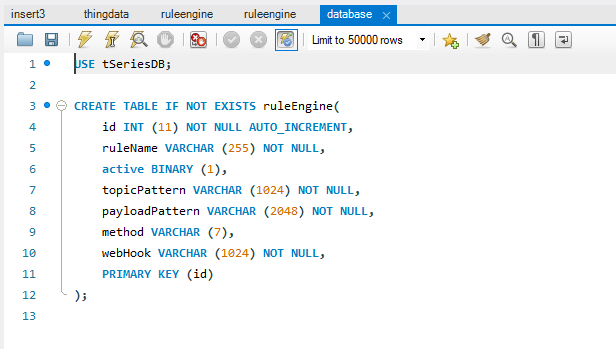 insert3 thingdata ruleengine ruleengine database
Limit to 50000 rows
1 USE tSeriesDB;
2
3 CREATE TABLE IF NOT EXISTS ruleEngine(
4 id INT (11) NOT NULL AUTO_INCREMENT,
5 ruleName VARCHAR (255) NOT NULL,
6 active BINARY (1),
7 topicPattern VARCHAR (1024) NOT NULL,
8 payloadPattern VARCHAR (2048) NOT NULL,
9 method VARCHAR (7),
10 webHook VARCHAR (1024) NOT NULL,
11 PRIMARY KEY (id)
12 );
13